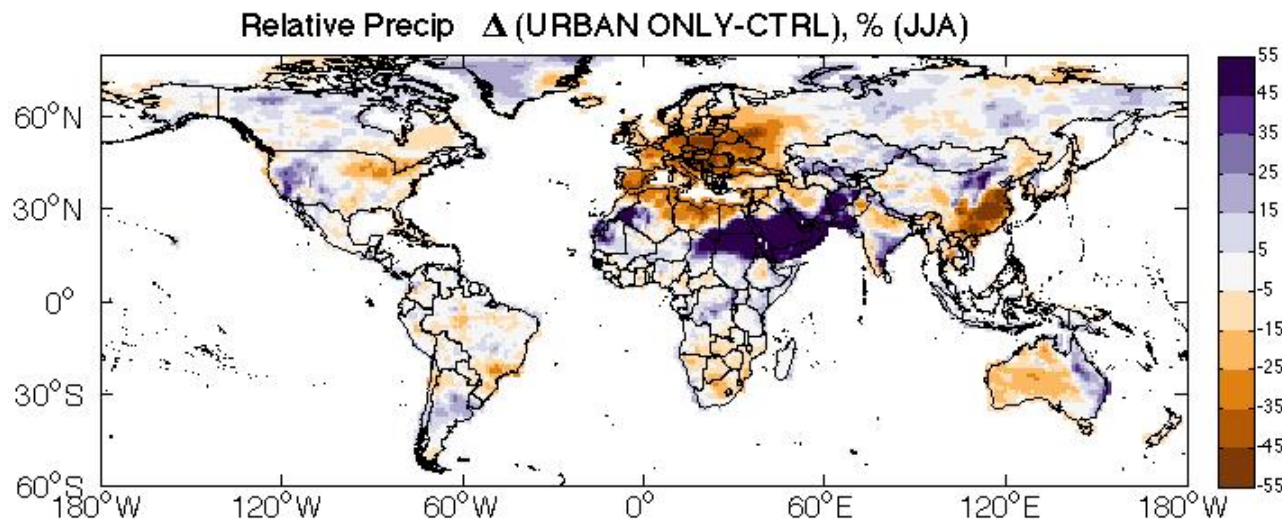 Relative Precip Δ (URBAN ONLY-CTRL), % (JJA)
60°N
30°N
0°
30°S
60°S
180°W
120°W
60°W
0°
60°E
120°E
180°W
55
45
35
25
15
5
-5
-15
-25
-35
-45
-55